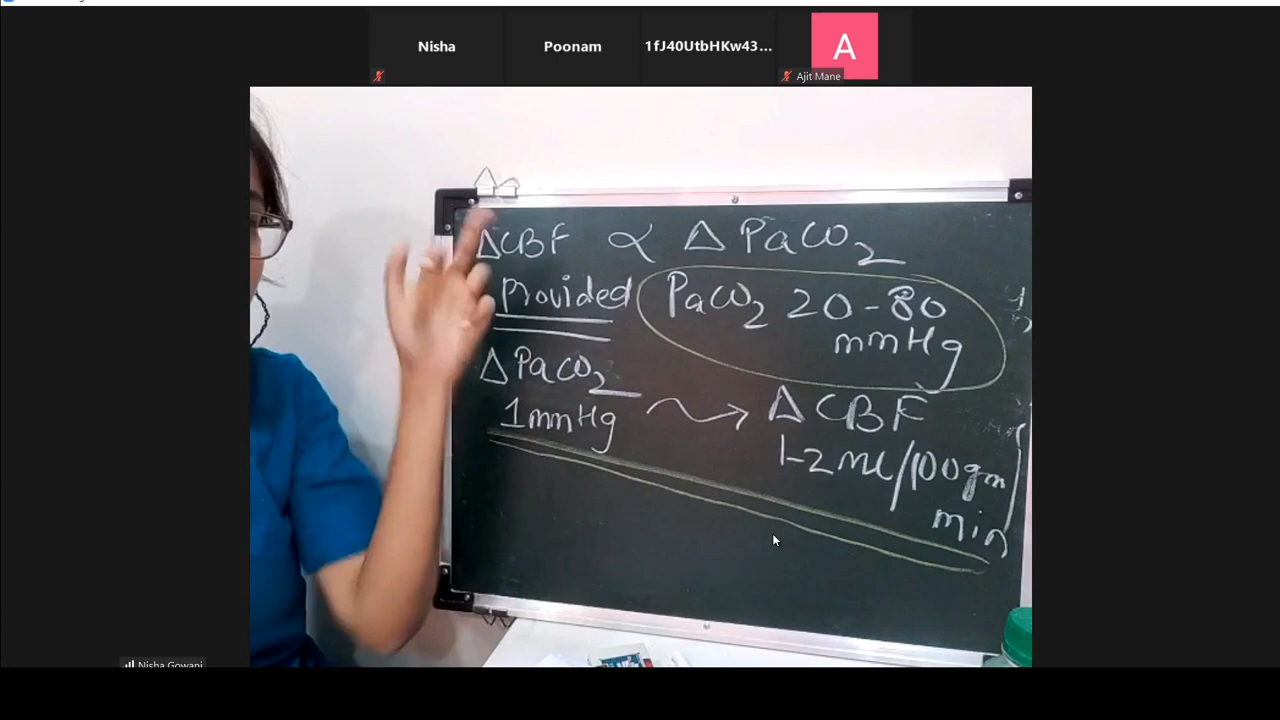 Nisha
Poonam
1fJ40UtbHKw43...
A
Ajit Mane
ΔCBF ∝ ΔPaCO₂
Provided PaCO₂ 20-80
mmHg
ΔPaCO₂
1mmHg → ΔCBF
1-2ml/100gm/
min
Nisha Gowani